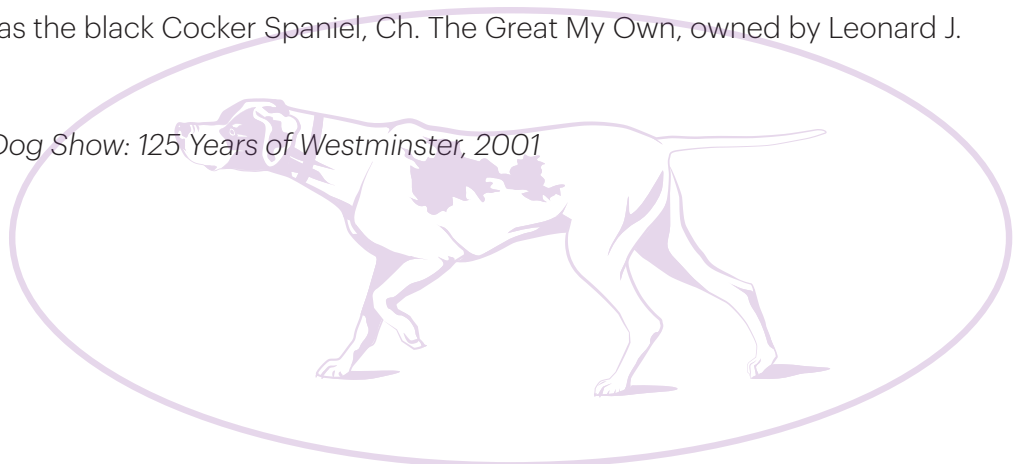 as the black Cocker Spaniel, Ch. The Great My Own, owned by Leonard J.
Dog Show: 125 Years of Westminster, 2001